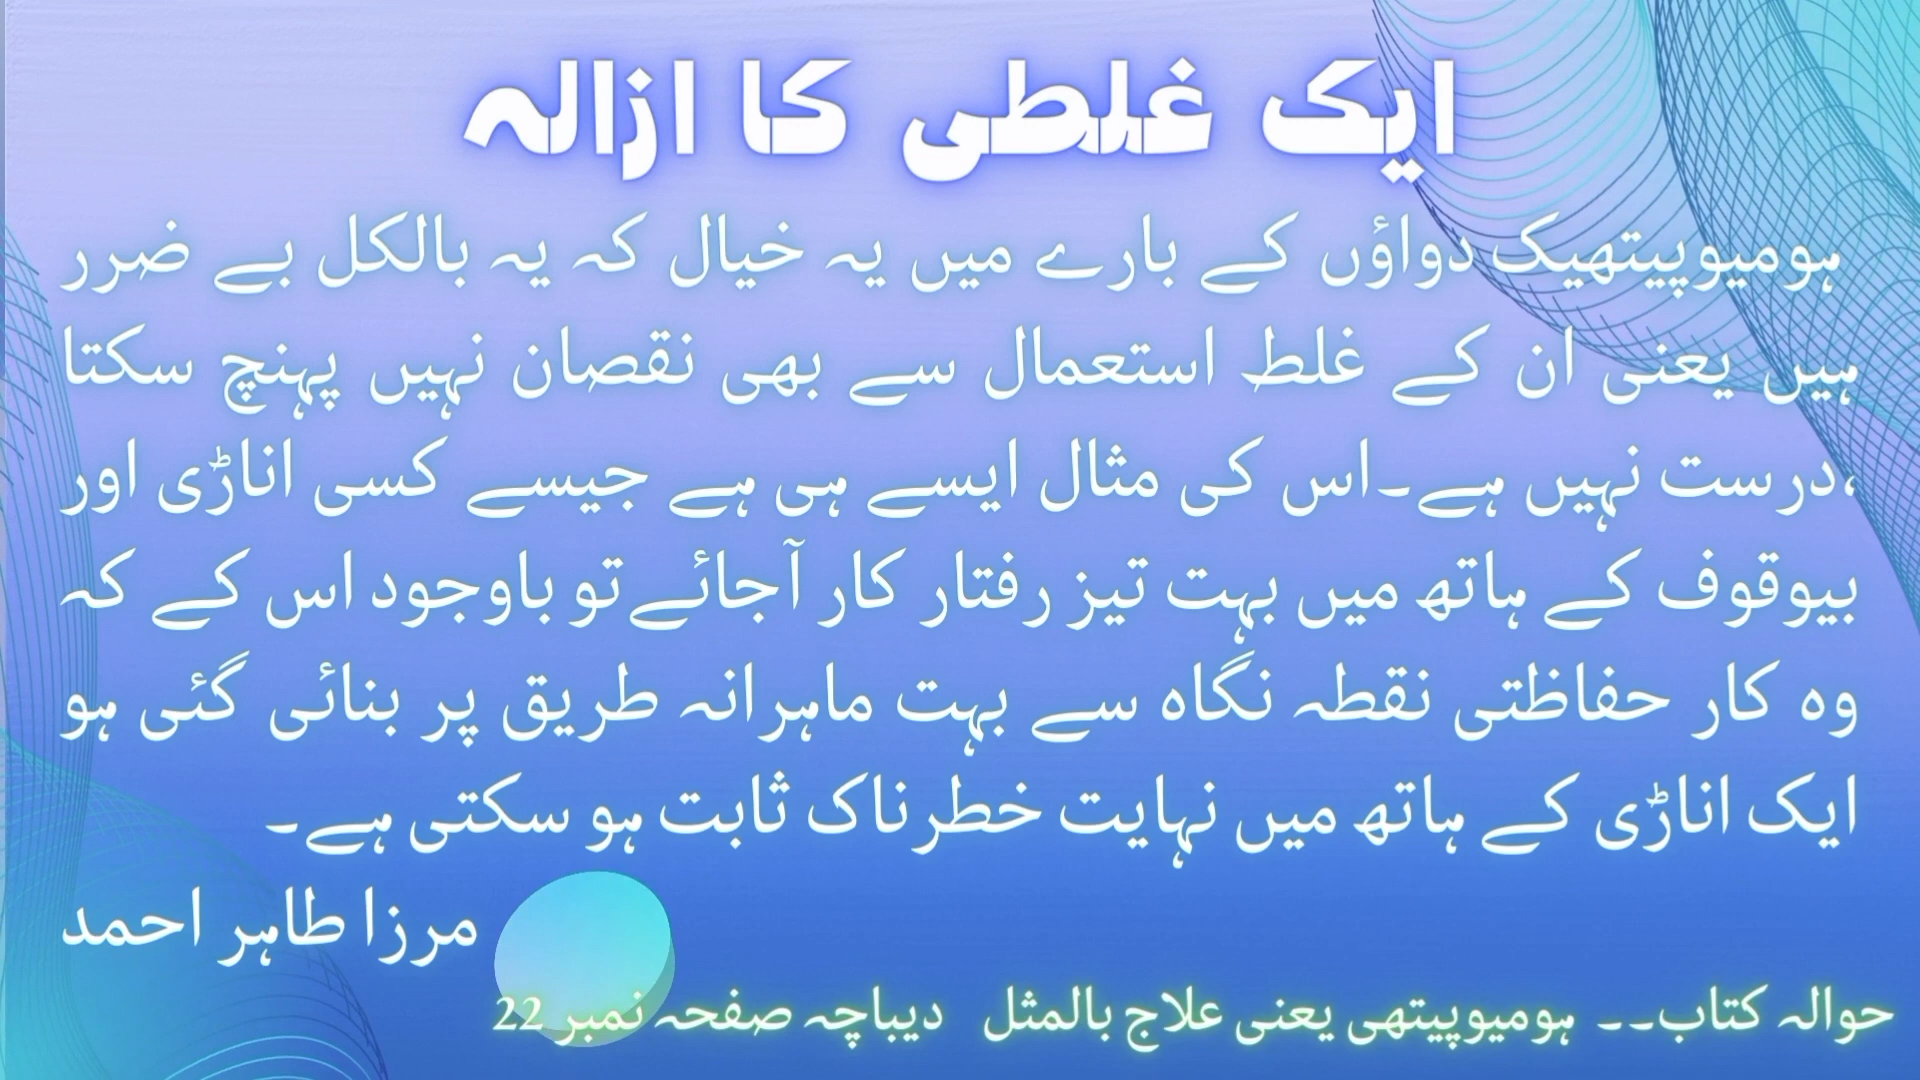 ایک غلطی کا ازالہ
ہومیوپیتھیک دواؤں کے بارے میں یہ خیال کہ یہ بالکل بے ضرر
ہیں یعنی ان کے غلط استعمال سے بھی نقصان نہیں پہنچ سکتا
،درست نہیں ہے۔اس کی مثال ایسے ہی ہے جیسے کسی اناڑی اور
بیوقوف کے ہاتھ میں بہت تیز رفتار کار آجائے تو باوجود اس کے کہ
وہ کار حفاظتی نقطہ نگاہ سے بہت ماہرانہ طریق پر بنائی گئی ہو
ایک اناڑی کے ہاتھ میں نہایت خطرناک ثابت ہو سکتی ہے۔
مرزا طاہر احمد
حوالہ کتاب۔۔ ہومیوپیتھی یعنی علاج بالمثل دیباچہ صفحہ نمبر 22